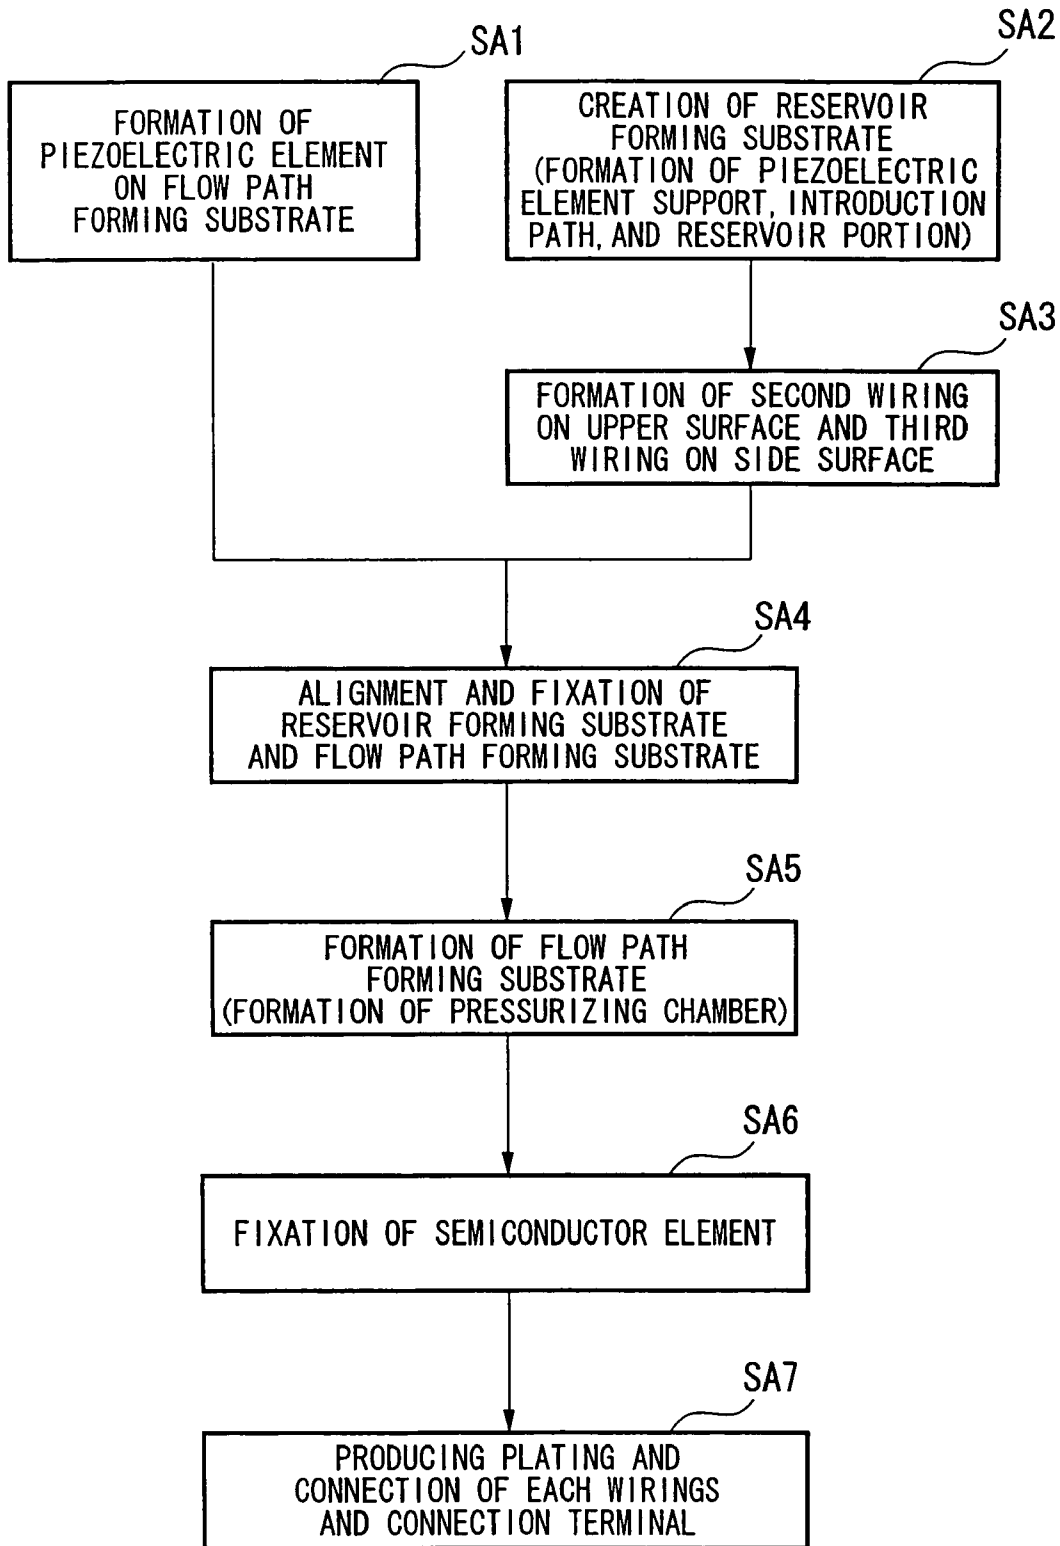 SA1
FORMATION OF
PIEZOELECTRIC ELEMENT
ON FLOW PATH
FORMING SUBSTRATE
SA2
CREATION OF RESERVOIR
FORMING SUBSTRATE
(FORMATION OF PIEZOELECTRIC
ELEMENT SUPPORT, INTRODUCTION
PATH, AND RESERVOIR PORTION)
SA3
FORMATION OF SECOND WIRING
ON UPPER SURFACE AND THIRD
WIRING ON SIDE SURFACE
SA4
ALIGNMENT AND FIXATION OF
RESERVOIR FORMING SUBSTRATE
AND FLOW PATH FORMING SUBSTRATE
SA5
FORMATION OF FLOW PATH
FORMING SUBSTRATE
(FORMATION OF PRESSURIZING CHAMBER)
SA6
FIXATION OF SEMICONDUCTOR ELEMENT
SA7
PRODUCING PLATING AND
CONNECTION OF EACH WIRINGS
AND CONNECTION TERMINAL